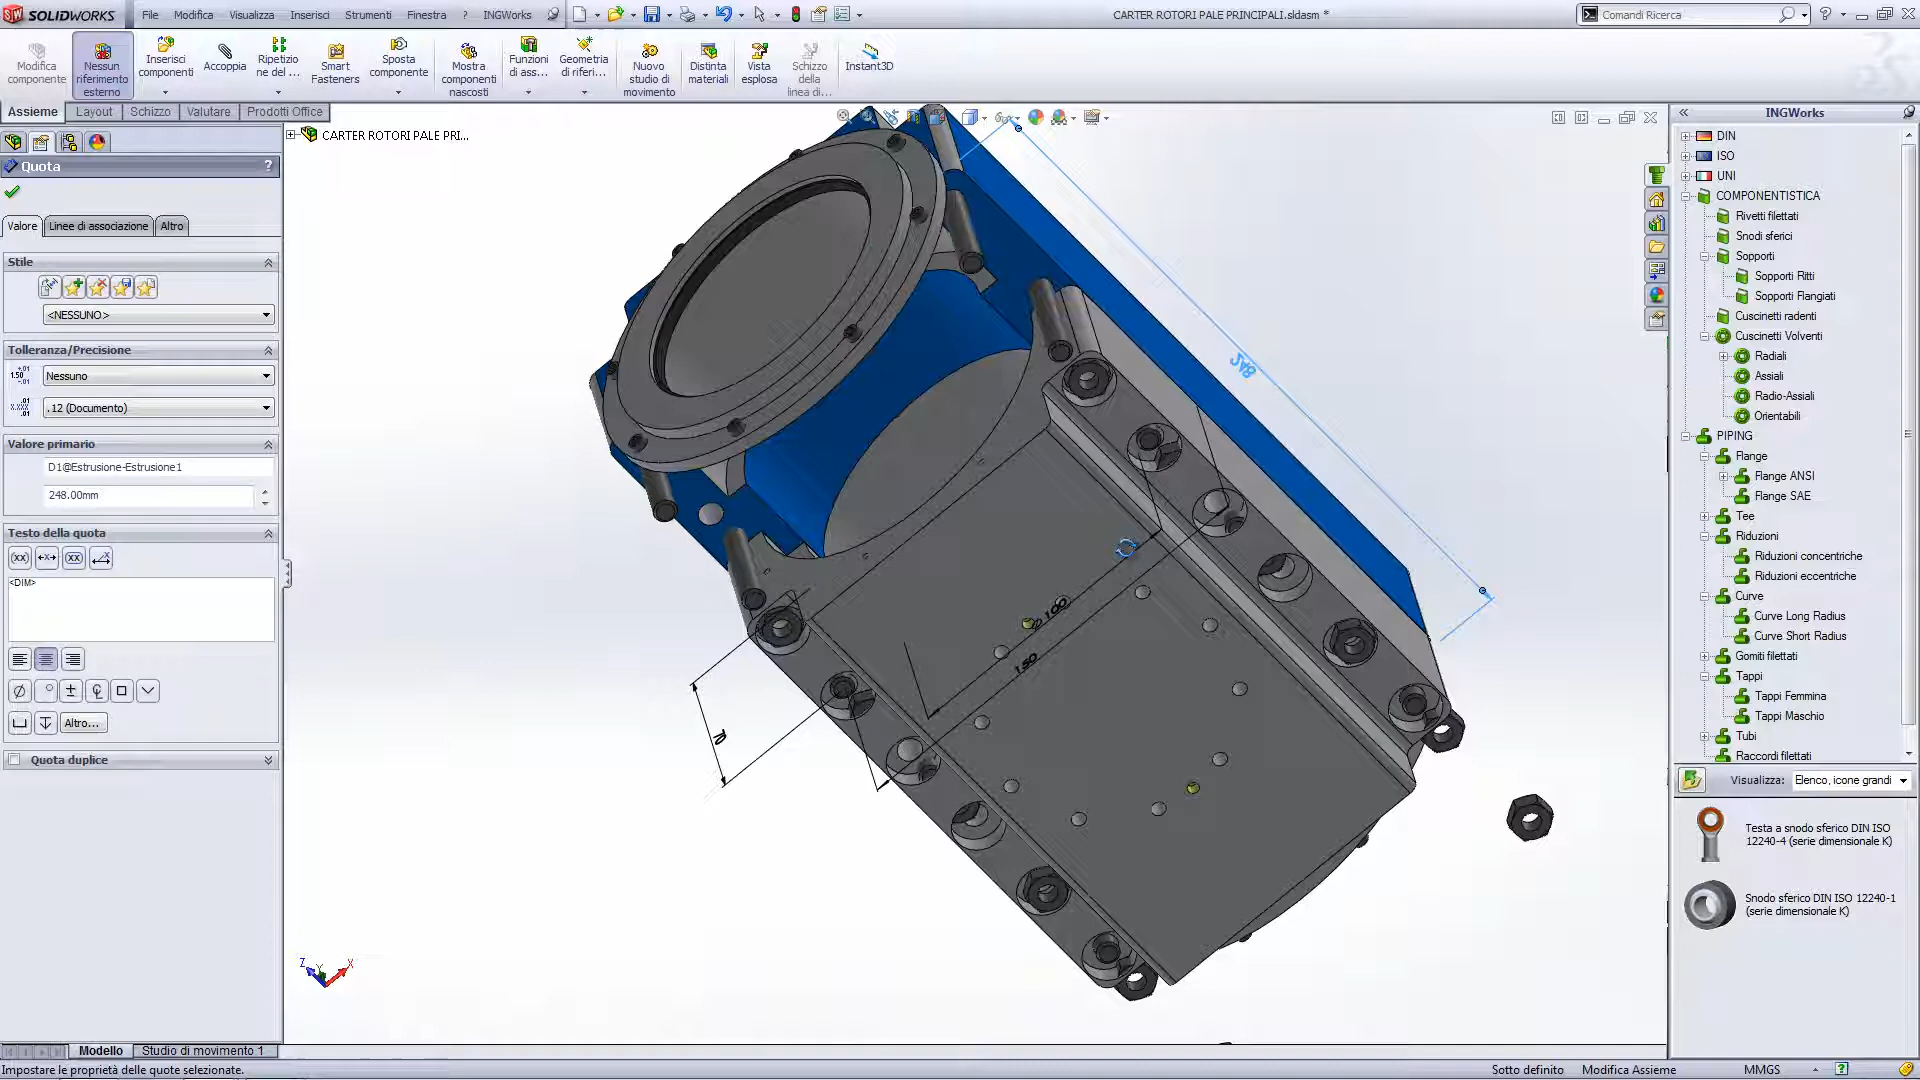 SOLIDWORKS
File
Modifica
Visualizza
Inserisci
Strumenti
Finestra
?
INGWorks
CARTER ROTORI PALE PRINCIPALI.sldasm *
Comandi Ricerca
Modifica componente
Nessun riferimento esterno
Inserisci componenti
Accoppia
Ripetizio ne del ...
Smart Fasteners
Sposta componente
Mostra componenti nascosti
Funzioni di ass...
Geometria di riferi...
Nuovo studio di movimento
Distinta materiali
Vista esplosa
Schizzo della linea di...
Instant3D
Assieme
Layout
Schizzo
Valutare
Prodotti Office
CARTER ROTORI PALE PRI...
Quota
?
Valore
Linee di associazione
Altro
Stile
<NESSUNO>
Tolleranza/Precisione
Nessuno
.12 (Documento)
Valore primario
D1@Estrusione-Estrusione1
248.00mm
Testo della quota
<DIM>
Altro...
Quota duplice
248
Ø 100
150
70
Z
Y
X
INGWorks
DIN
ISO
UNI
COMPONENTISTICA
Rivetti filettati
Snodi sferici
Sopporti
Sopporti Ritti
Sopporti Flangiati
Cuscinetti radenti
Cuscinetti Volventi
Radiali
Assiali
Radio-Assiali
Orientabili
PIPING
Flange
Flange ANSI
Flange SAE
Tee
Riduzioni
Riduzioni concentriche
Riduzioni eccentriche
Curve
Curve Long Radius
Curve Short Radius
Gomiti filettati
Tappi
Tappi Femmina
Tappi Maschio
Tubi
Raccordi filettati
Visualizza:
Elenco, icone grandi
Testa a snodo sferico DIN ISO
12240-4 (serie dimensionale K)
Snodo sferico DIN ISO 12240-1
(serie dimensionale K)
Modello
Studio di movimento 1
Impostare le proprietà delle quote selezionate.
Sotto definito
Modifica Assieme
MMGS